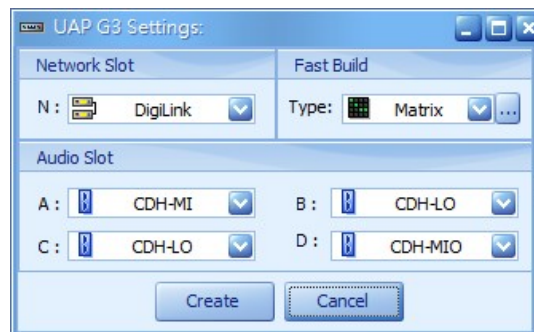 UAP G3 Settings:
Network Slot
Fast Build
N : DigiLink
Type: Matrix ...
Audio Slot
A : CDH-MI
B : CDH-LO
C : CDH-LO
D : CDH-MIO
Create
Cancel